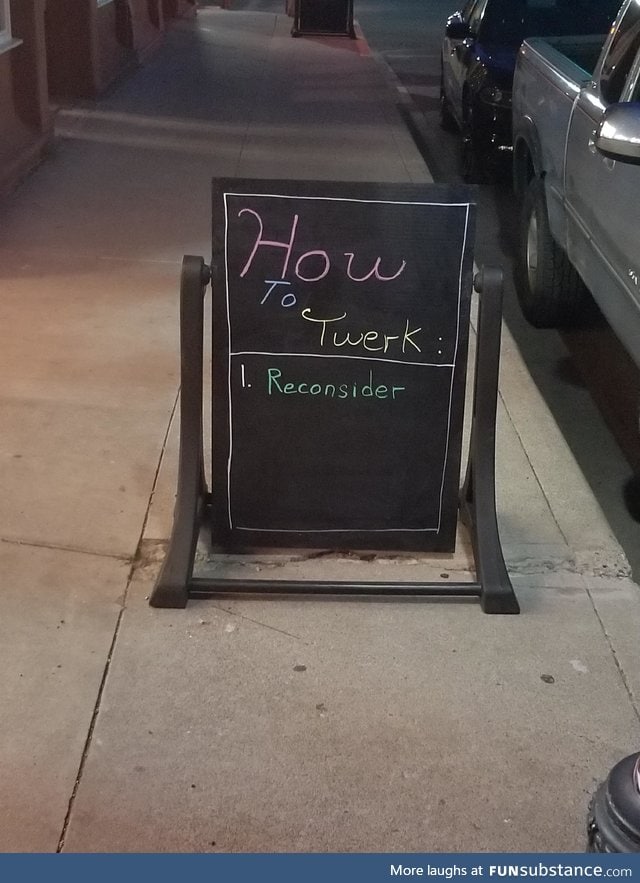 How
To
Twerk:
1. Reconsider
More laughs at FUNsubstance.com